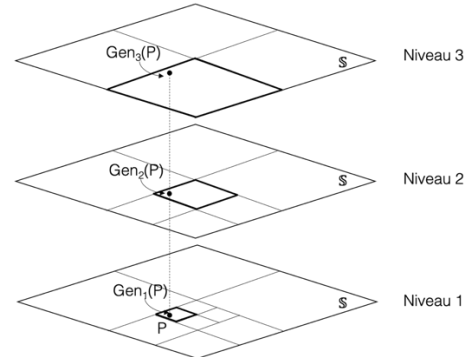 Gen₃(P)
𝕊
Niveau 3
Gen₂(P)
𝕊
Niveau 2
Gen₁(P)
P
𝕊
Niveau 1